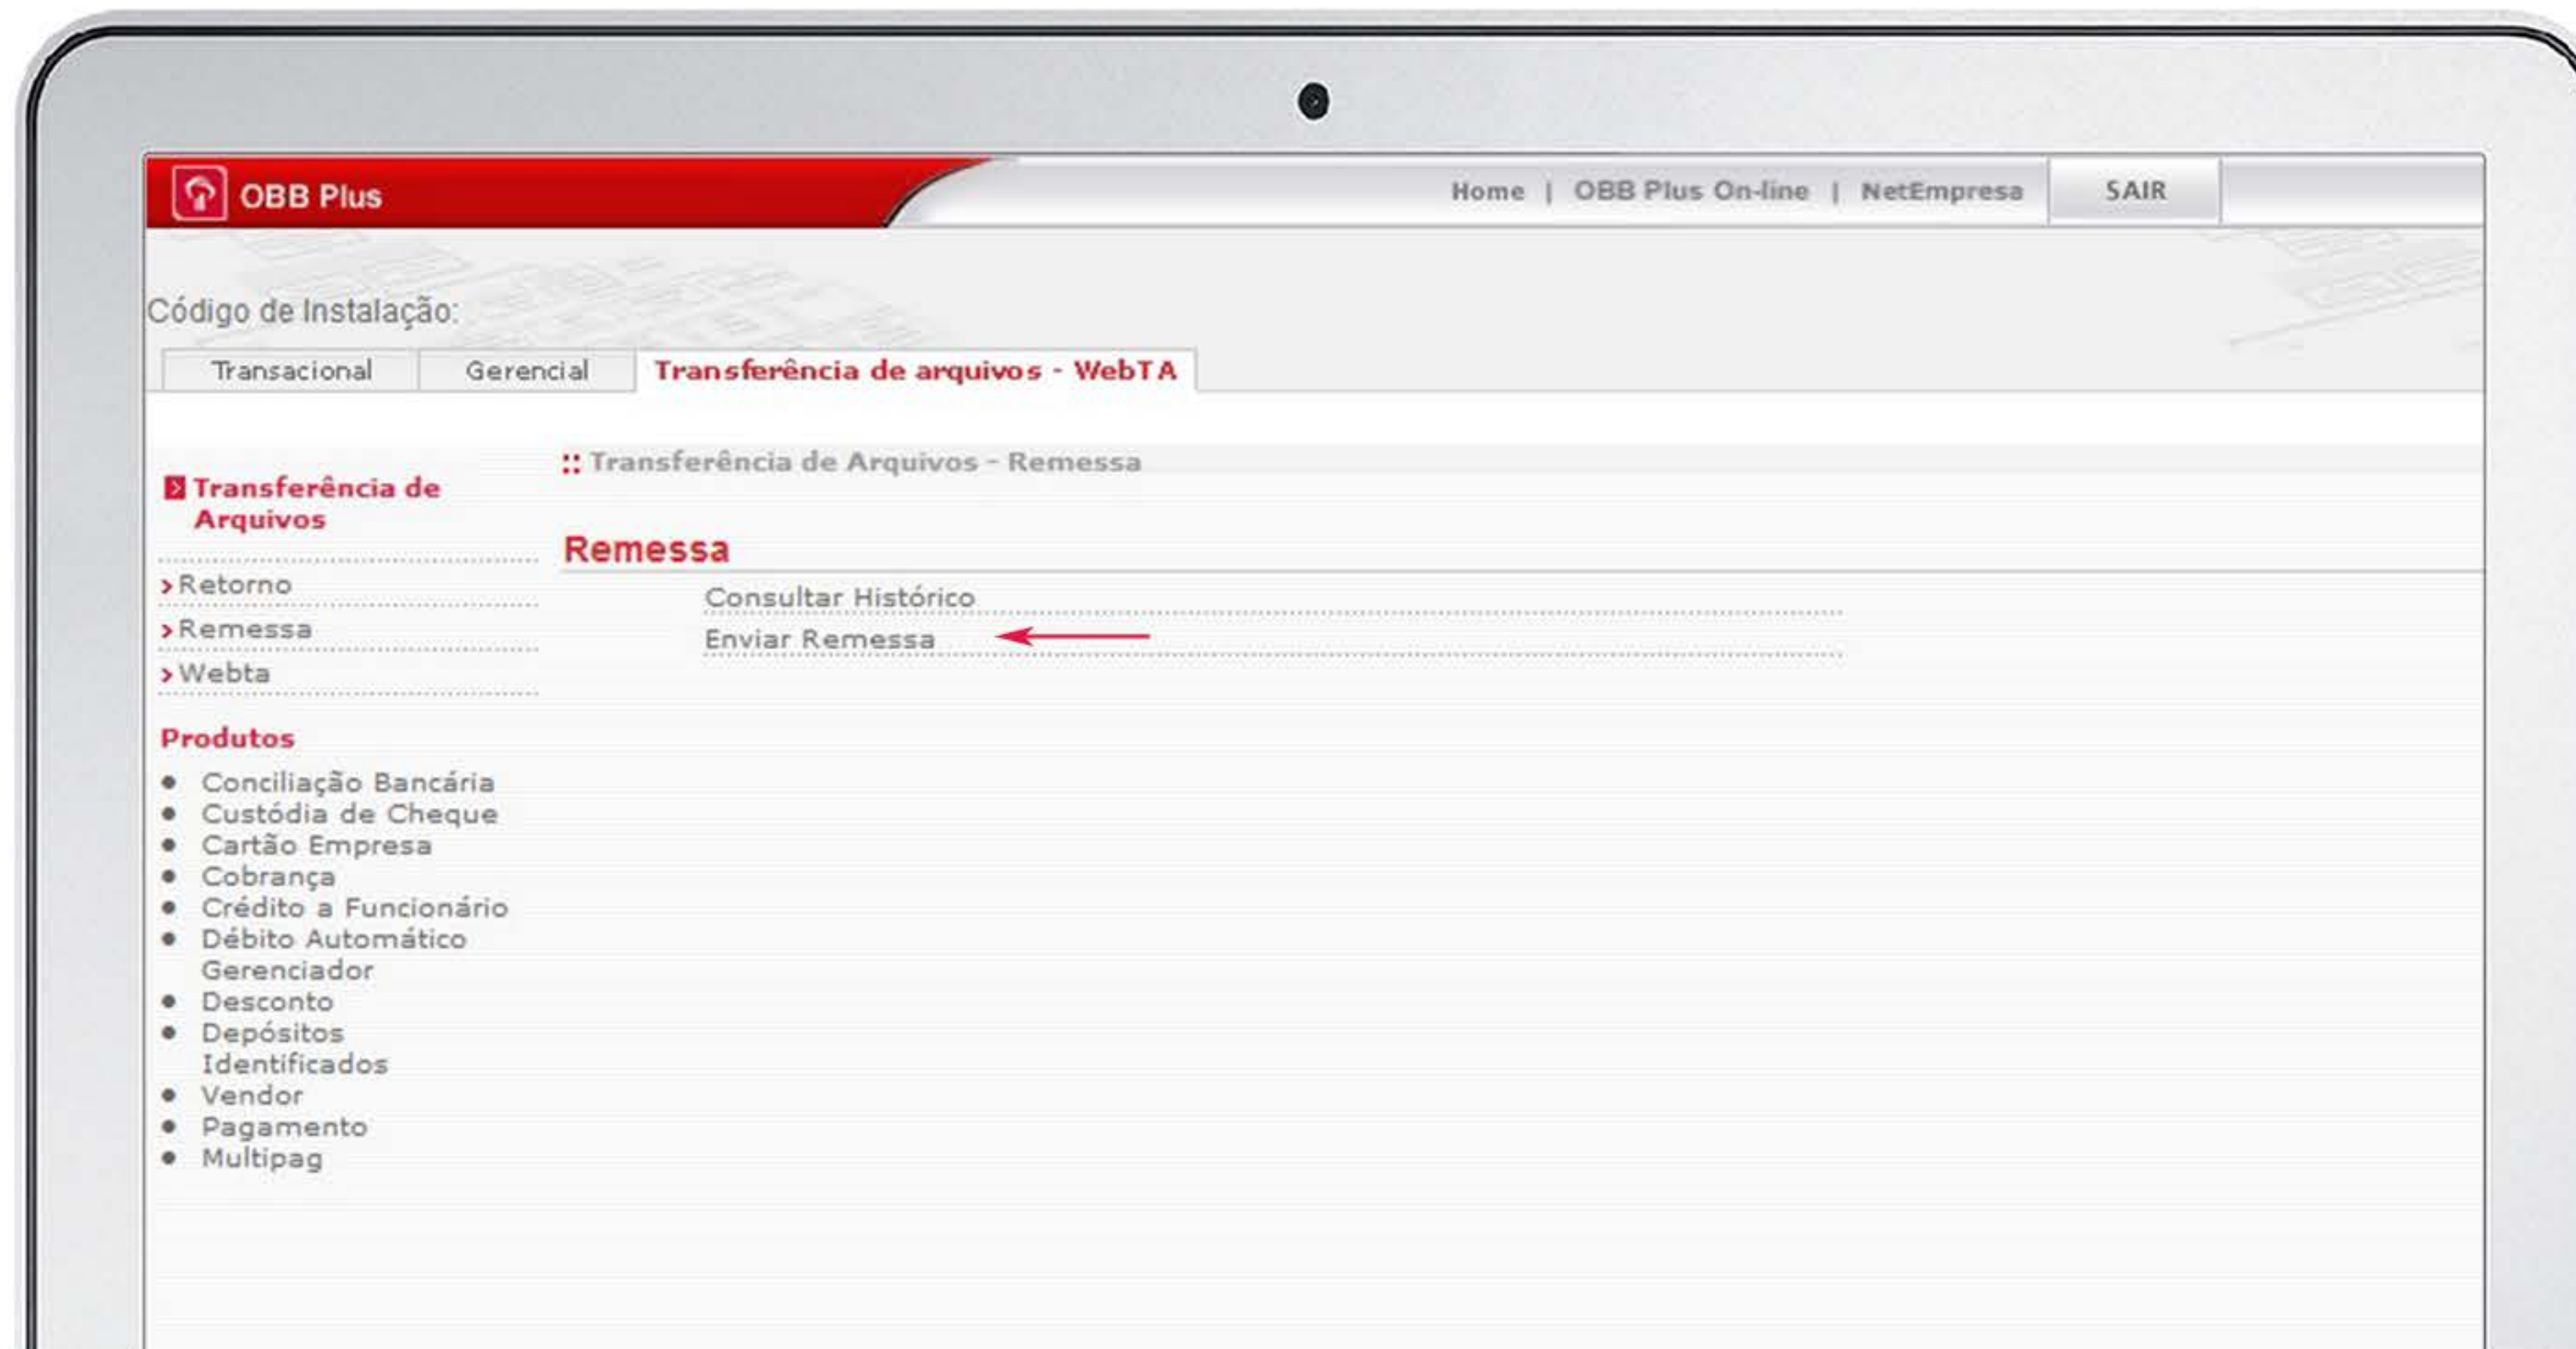 OBB Plus
Home | OBB Plus On-line | NetEmpresa
SAIR
Código de Instalação:
Transacional
Gerencial
Transferência de arquivos - WebTA
Transferência de
Arquivos
Retorno
Remessa
Webta
Produtos
Conciliação Bancária
Custódia de Cheque
Cartão Empresa
Cobrança
Crédito a Funcionário
Débito Automático
Gerenciador
Desconto
Depósitos
Identificados
Vendor
Pagamento
Multipag
:: Transferência de Arquivos - Remessa
Remessa
Consultar Histórico
Enviar Remessa